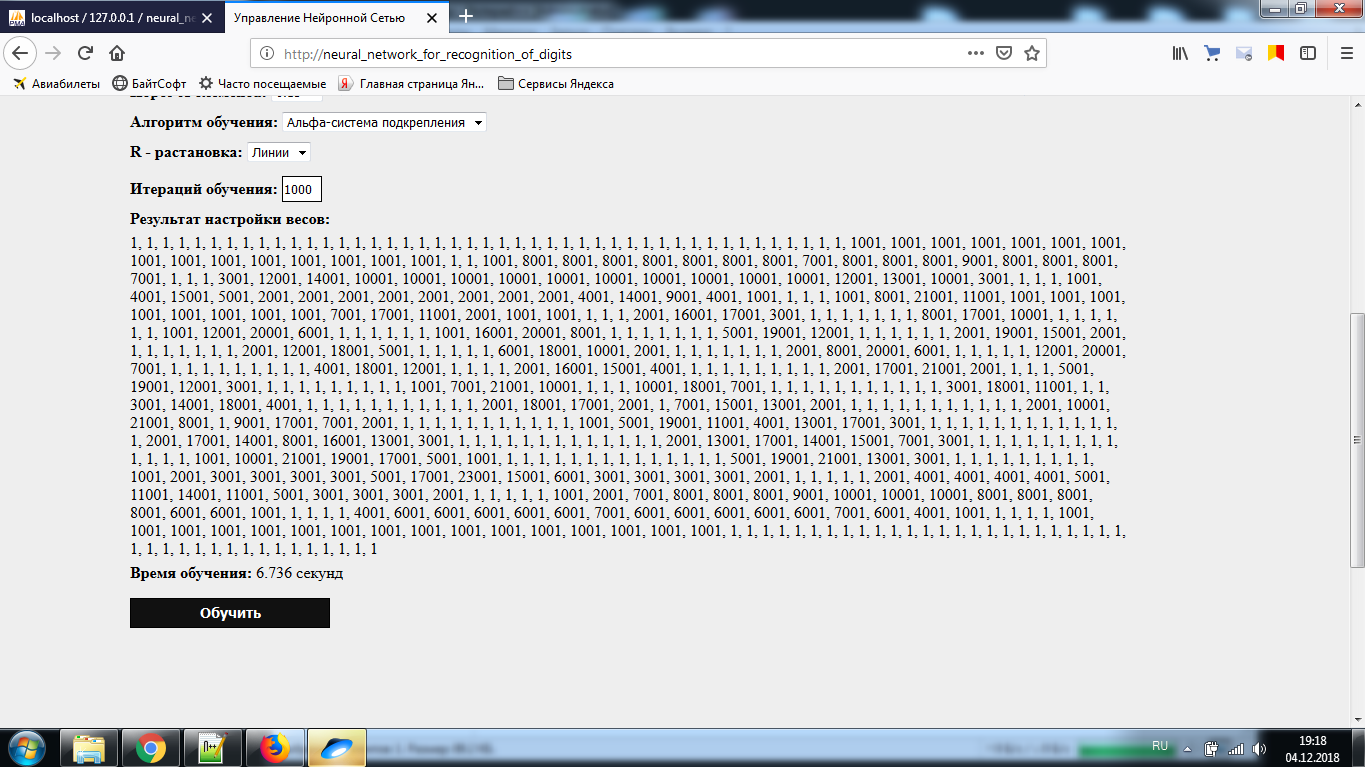 localhost / 127.0.0.1 / neural_ne
Управление Нейронной Сетью
http://neural_network_for_recognition_of_digits
Авиабилеты БайтСофт Часто посещаемые Главная страница Ян... Сервисы Яндекса
Алгоритм обучения: Альфа-система подкрепления
R - растановка: Линии
Итераций обучения: 1000
Результат настройки весов:
1, 1, 1, 1, 1, 1, 1, 1, 1, 1, 1, 1, 1, 1, 1, 1, 1, 1, 1, 1, 1, 1, 1, 1, 1, 1, 1, 1, 1, 1, 1, 1, 1, 1, 1, 1, 1, 1, 1, 1, 1, 1, 1, 1, 1, 1001, 1001, 1001, 1001, 1001, 1001, 1001,
1001, 1001, 1001, 1001, 1001, 1001, 1001, 1001, 1, 1, 1001, 8001, 8001, 8001, 8001, 8001, 8001, 8001, 7001, 8001, 8001, 8001, 9001, 8001, 8001, 8001,
7001, 1, 1, 1, 3001, 12001, 14001, 10001, 10001, 10001, 10001, 10001, 10001, 10001, 10001, 10001, 10001, 10001, 10001, 12001, 13001, 10001, 3001, 1, 1, 1, 1001,
4001, 15001, 5001, 2001, 2001, 2001, 2001, 2001, 2001, 2001, 2001, 4001, 14001, 9001, 4001, 1001, 1, 1, 1, 1001, 8001, 21001, 11001, 1001, 1001, 1001,
1001, 1001, 1001, 1001, 1001, 7001, 17001, 11001, 2001, 1001, 1001, 1, 1, 1, 2001, 16001, 17001, 3001, 1, 1, 1, 1, 1, 1, 1, 8001, 17001, 10001, 1, 1, 1, 1,
1, 1, 1001, 12001, 20001, 6001, 1, 1, 1, 1, 1, 1, 1001, 16001, 20001, 8001, 1, 1, 1, 1, 1, 1, 1, 5001, 19001, 12001, 1, 1, 1, 1, 1, 1, 2001, 19001, 15001, 2001,
1, 1, 1, 1, 1, 1, 1, 2001, 12001, 18001, 5001, 1, 1, 1, 1, 1, 6001, 18001, 10001, 2001, 1, 1, 1, 1, 1, 1, 1, 2001, 8001, 20001, 6001, 1, 1, 1, 1, 1, 12001, 20001,
7001, 1, 1, 1, 1, 1, 1, 1, 1, 1, 4001, 18001, 12001, 1, 1, 1, 1, 2001, 16001, 15001, 4001, 1, 1, 1, 1, 1, 1, 1, 1, 1, 2001, 17001, 21001, 2001, 1, 1, 1, 5001,
19001, 12001, 3001, 1, 1, 1, 1, 1, 1, 1, 1, 1, 1001, 7001, 21001, 10001, 1, 1, 1, 10001, 18001, 7001, 1, 1, 1, 1, 1, 1, 1, 1, 1, 1, 1, 3001, 18001, 11001, 1, 1,
3001, 14001, 18001, 4001, 1, 1, 1, 1, 1, 1, 1, 1, 1, 1, 1, 2001, 18001, 17001, 2001, 1, 7001, 15001, 13001, 2001, 1, 1, 1, 1, 1, 1, 1, 1, 1, 1, 1, 2001, 10001,
21001, 8001, 1, 9001, 17001, 7001, 2001, 1, 1, 1, 1, 1, 1, 1, 1, 1, 1, 1, 1, 1001, 5001, 19001, 11001, 4001, 13001, 17001, 3001, 1, 1, 1, 1, 1, 1, 1, 1, 1, 1, 1, 1,
1, 2001, 17001, 14001, 8001, 16001, 13001, 3001, 1, 1, 1, 1, 1, 1, 1, 1, 1, 1, 1, 1, 1, 2001, 13001, 17001, 14001, 15001, 7001, 3001, 1, 1, 1, 1, 1, 1, 1, 1, 1,
1, 1, 1, 1, 1001, 10001, 21001, 19001, 17001, 5001, 1001, 1, 1, 1, 1, 1, 1, 1, 1, 1, 1, 1, 1, 1, 1, 5001, 19001, 21001, 13001, 3001, 1, 1, 1, 1, 1, 1, 1, 1, 1,
1001, 2001, 3001, 3001, 3001, 3001, 5001, 17001, 23001, 15001, 6001, 3001, 3001, 3001, 3001, 2001, 1, 1, 1, 1, 1, 2001, 4001, 4001, 4001, 4001, 5001,
11001, 14001, 11001, 5001, 3001, 3001, 3001, 2001, 1, 1, 1, 1, 1, 1001, 2001, 7001, 8001, 8001, 8001, 9001, 10001, 10001, 10001, 8001, 8001, 8001,
8001, 6001, 6001, 1001, 1, 1, 1, 1, 4001, 6001, 6001, 6001, 6001, 6001, 7001, 6001, 6001, 6001, 6001, 6001, 7001, 6001, 4001, 1001, 1, 1, 1, 1, 1001,
1001, 1001, 1001, 1001, 1001, 1001, 1001, 1001, 1001, 1001, 1001, 1001, 1001, 1001, 1001, 1, 1, 1, 1, 1, 1, 1, 1, 1, 1, 1, 1, 1, 1, 1, 1, 1, 1, 1, 1, 1, 1, 1, 1, 1,
1, 1, 1, 1, 1, 1, 1, 1, 1, 1, 1, 1, 1, 1, 1, 1
Время обучения: 6.736 секунд
Обучить
RU
19:18
04.12.2018